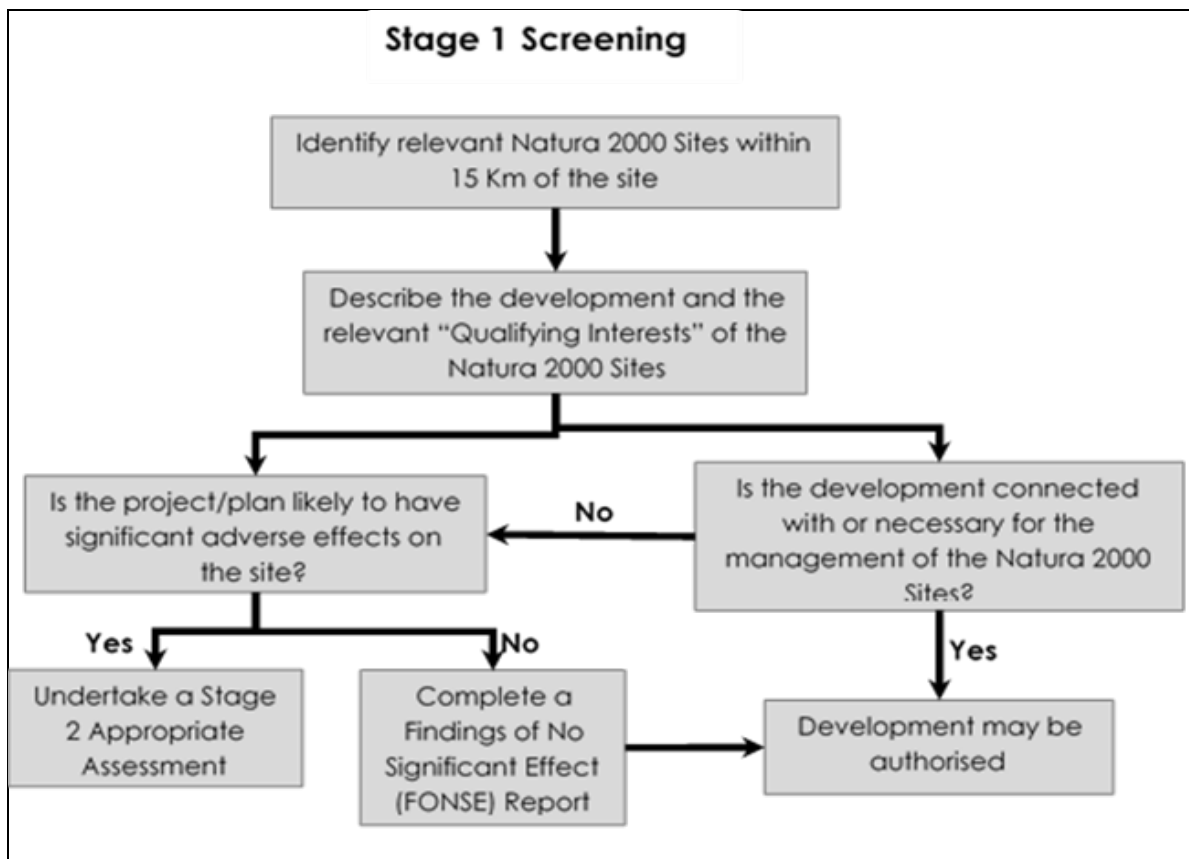 Stage 1 Screening
Identify relevant Natura 2000 Sites within
15 Km of the site
Describe the development and the
relevant “Qualifying Interests” of the
Natura 2000 Sites
Is the project/plan likely to have
significant adverse effects on
the site?
No
Is the development connected
with or necessary for the
management of the Natura 2000
Sites?
Yes
No
Yes
Undertake a Stage
2 Appropriate
Assessment
Complete a
Findings of No
Significant Effect
(FONSE) Report
Development may be
authorised